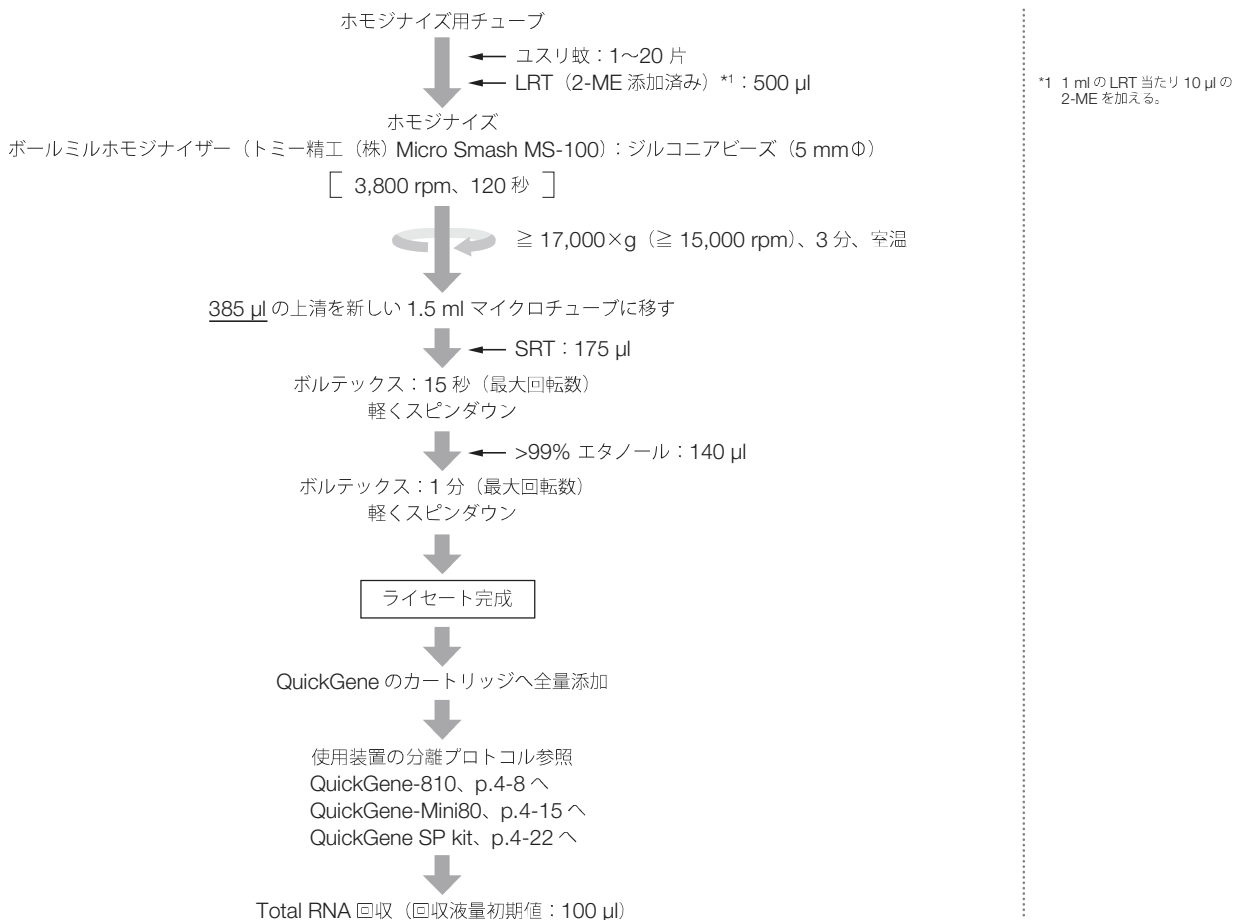 ホモジナイズ用チューブ
ユスリ蚊：1〜20 片
LRT（2-ME 添加済み）*1：500 µl
*1 1 ml の LRT 当たり 10 µl の
2-ME を加える。
ホモジナイズ
ボールミルホモジナイザー（トミー精工（株）Micro Smash MS-100）：ジルコニアビーズ（5 mmΦ）
［ 3,800 rpm、120 秒 ］
≧ 17,000×g（≧ 15,000 rpm）、3 分、室温
385 µl の上清を新しい 1.5 ml マイクロチューブに移す
SRT：175 µl
ボルテックス：15 秒（最大回転数）
軽くスピンダウン
>99% エタノール：140 µl
ボルテックス：1 分（最大回転数）
軽くスピンダウン
ライセート完成
QuickGene のカートリッジへ全量添加
使用装置の分離プロトコル参照
QuickGene-810、p.4-8 へ
QuickGene-Mini80、p.4-15 へ
QuickGene SP kit、p.4-22 へ
Total RNA 回収（回収液量初期値：100 µl）